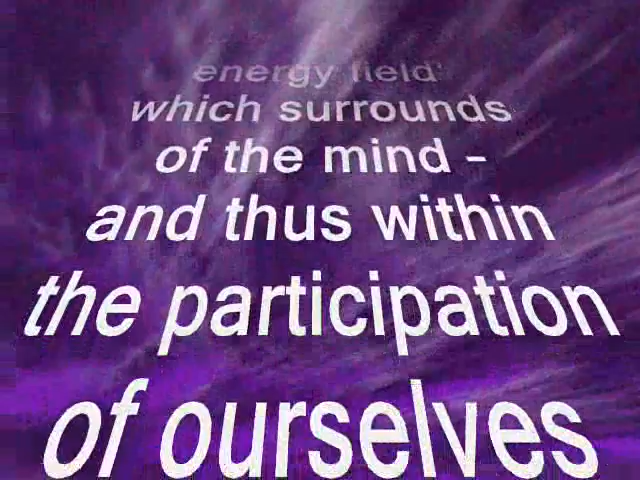 energy field'
which surrounds
of the mind –
and thus within
the participation
of ourselves